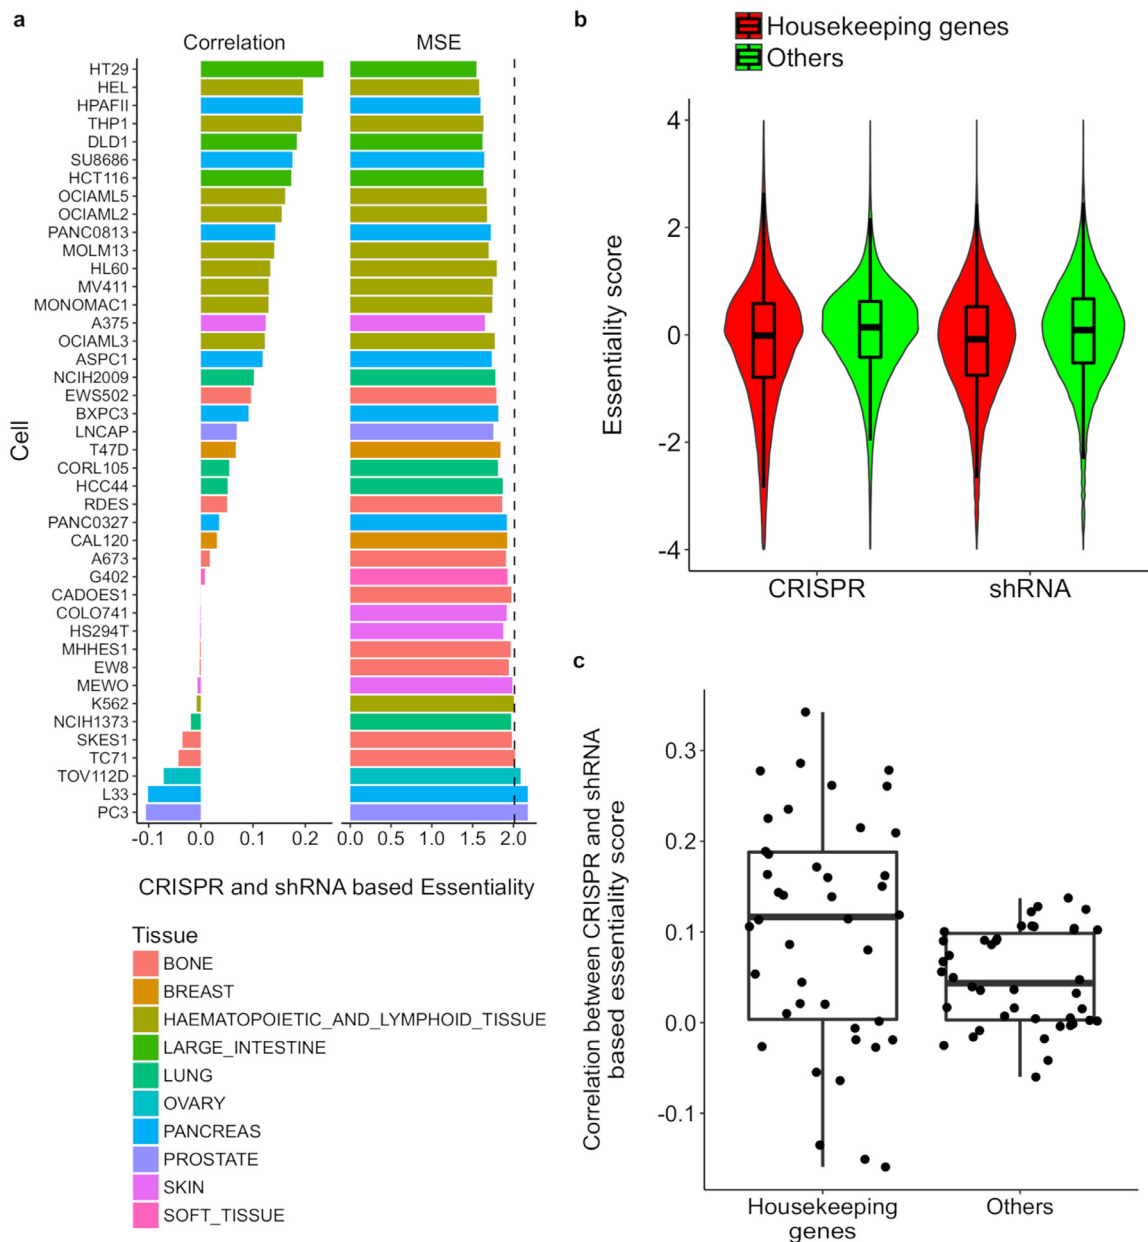 a
Correlation
MSE
HT29
HEL
HPAFII
THP1
DLD1
SU8686
HCT116
OCIAML5
OCIAML2
PANC0813
MOLM13
HL60
MV411
MONOMAC1
A375
OCIAML3
ASPC1
NCIH2009
EWS502
BXPC3
LNCAP
T47D
CORL105
HCC44
RDES
PANC0327
CAL120
A673
G402
CADOES1
COLO741
HS294T
MHHES1
EW8
MEWO
K562
NCIH1373
SKES1
TC71
TOV112D
L33
PC3
Cell
-0.1 0.0 0.1 0.2
0.0 0.5 1.0 1.5 2.0
CRISPR and shRNA based Essentiality
Tissue
BONE
BREAST
HAEMATOPOIETIC_AND_LYMPHOID_TISSUE
LARGE_INTESTINE
LUNG
OVARY
PANCREAS
PROSTATE
SKIN
SOFT_TISSUE
b
Housekeeping genes
Others
Essentiality score
4
2
0
-2
-4
CRISPR
shRNA
c
Correlation between CRISPR and shRNA
based essentiality score
0.3
0.2
0.1
0.0
-0.1
Housekeeping
genes
Others